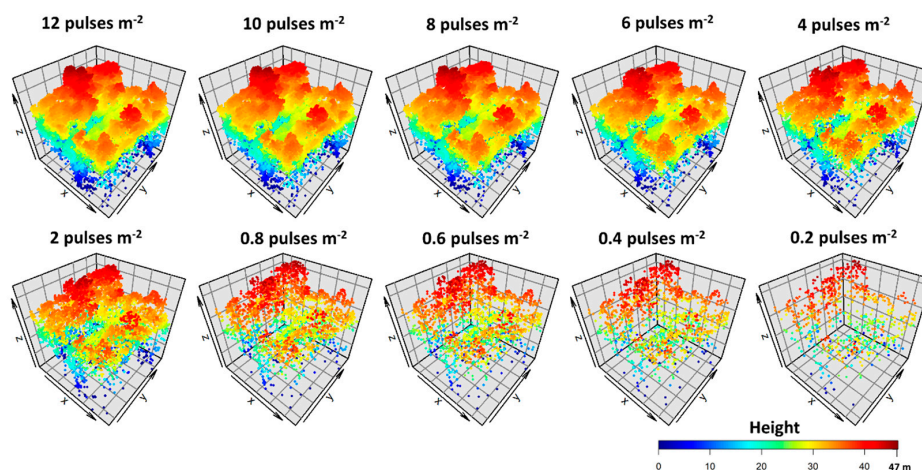 12 pulses m-2 10 pulses m-2 8 pulses m-2 6 pulses m-2 4 pulses m-2
z x y z x y z x y z x y z x y
2 pulses m-2 0.8 pulses m-2 0.6 pulses m-2 0.4 pulses m-2 0.2 pulses m-2
z x y z x y z x y z x y z x y
Height
0 10 20 30 40 47 m